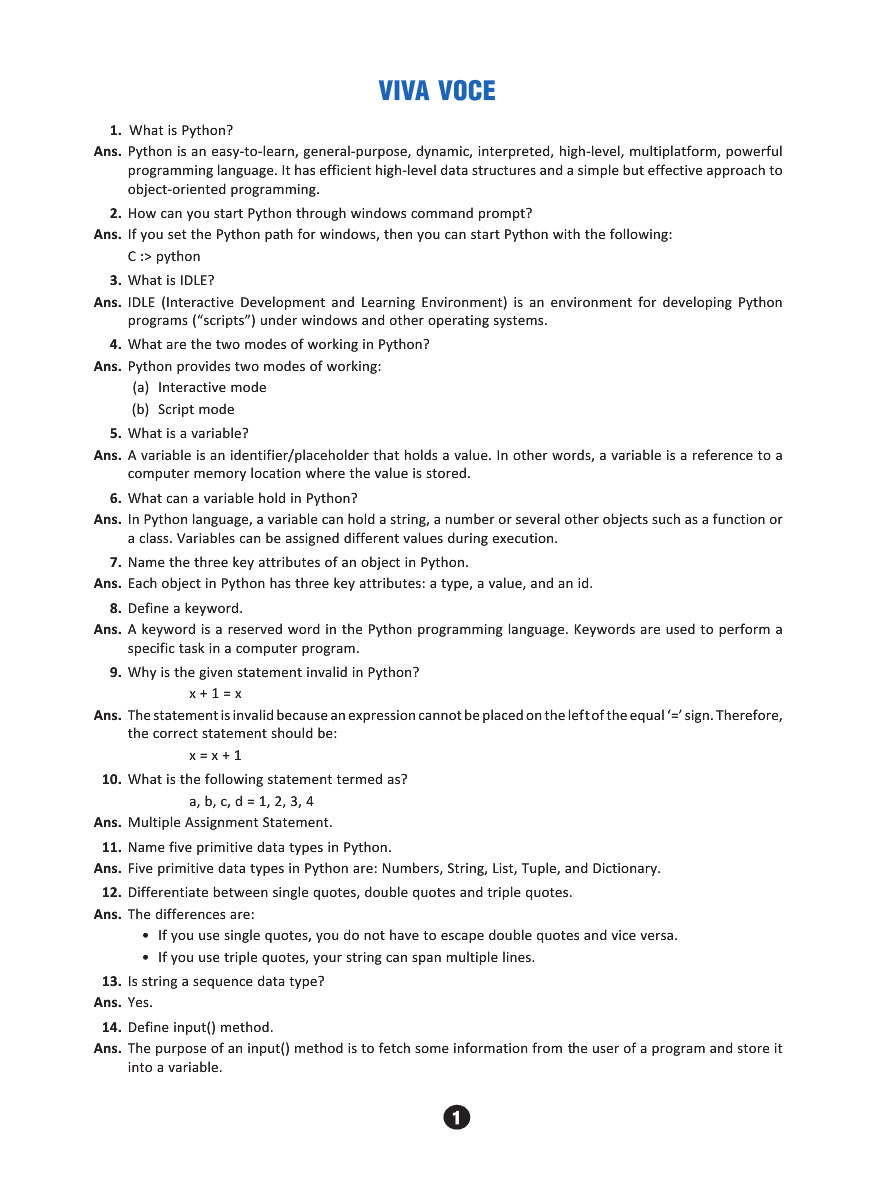 VIVA VOCE
1. What is Python?
Ans. Python is an easy-to-learn, general-purpose, dynamic, interpreted, high-level, multiplatform, powerful
programming language. It has efficient high-level data structures and a simple but effective approach to
object-oriented programming.
2. How can you start Python through windows command prompt?
Ans. If you set the Python path for windows, then you can start Python with the following:
C :> python
3. What is IDLE?
Ans. IDLE (Interactive Development and Learning Environment) is an environment for developing Python
programs (“scripts”) under windows and other operating systems.
4. What are the two modes of working in Python?
Ans. Python provides two modes of working:
(a) Interactive mode
(b) Script mode
5. What is a variable?
Ans. A variable is an identifier/placeholder that holds a value. In other words, a variable is a reference to a
computer memory location where the value is stored.
6. What can a variable hold in Python?
Ans. In Python language, a variable can hold a string, a number or several other objects such as a function or
a class. Variables can be assigned different values during execution.
7. Name the three key attributes of an object in Python.
Ans. Each object in Python has three key attributes: a type, a value, and an id.
8. Define a keyword.
Ans. A keyword is a reserved word in the Python programming language. Keywords are used to perform a
specific task in a computer program.
9. Why is the given statement invalid in Python?
x + 1 = x
Ans. The statement is invalid because an expression cannot be placed on the left of the equal ‘=’ sign. Therefore,
the correct statement should be:
x = x + 1
10. What is the following statement termed as?
a, b, c, d = 1, 2, 3, 4
Ans. Multiple Assignment Statement.
11. Name five primitive data types in Python.
Ans. Five primitive data types in Python are: Numbers, String, List, Tuple, and Dictionary.
12. Differentiate between single quotes, double quotes and triple quotes.
Ans. The differences are:
• If you use single quotes, you do not have to escape double quotes and vice versa.
• If you use triple quotes, your string can span multiple lines.
13. Is string a sequence data type?
Ans. Yes.
14. Define input() method.
Ans. The purpose of an input() method is to fetch some information from the user of a program and store it
into a variable.
1